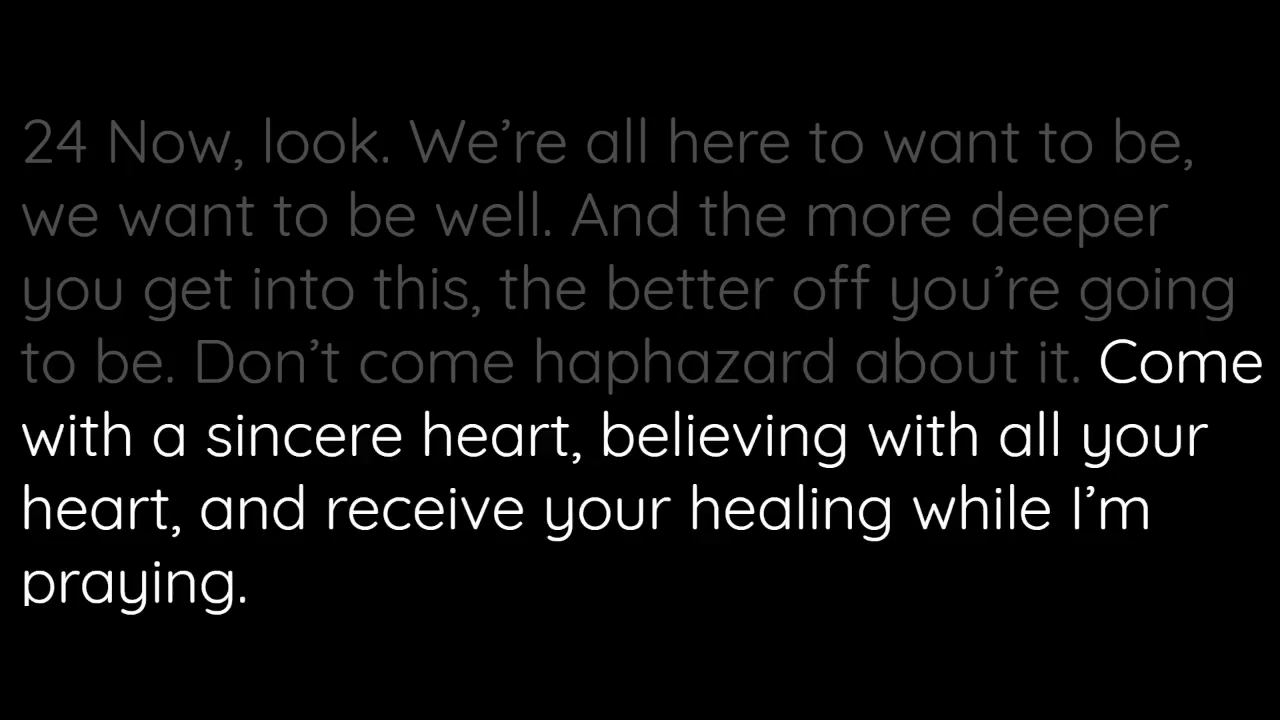 24 Now, look. We’re all here to want to be,
we want to be well. And the more deeper
you get into this, the better off you’re going
to be. Don’t come haphazard about it. Come
with a sincere heart, believing with all your
heart, and receive your healing while I’m
praying.